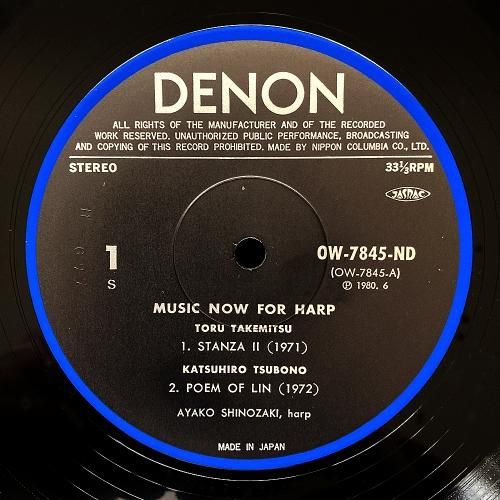 DENON
ALL RIGHTS OF THE MANUFACTURER AND OF THE RECORDED
WORK RESERVED. UNAUTHORIZED PUBLIC PERFORMANCE, BROADCASTING
AND COPYING OF THIS RECORD PROHIBITED. MADE BY NIPPON COLUMBIA CO., LTD.
STEREO
33⅓RPM
JASRAC
1
S
OW-7845-ND
(OW-7845-A)
Ⓟ 1980. 6
MUSIC NOW FOR HARP
TORU TAKEMITSU
1. STANZA II (1971)
KATSUHIRO TSUBONO
2. POEM OF LIN (1972)
AYAKO SHINOZAKI, harp
MADE IN JAPAN